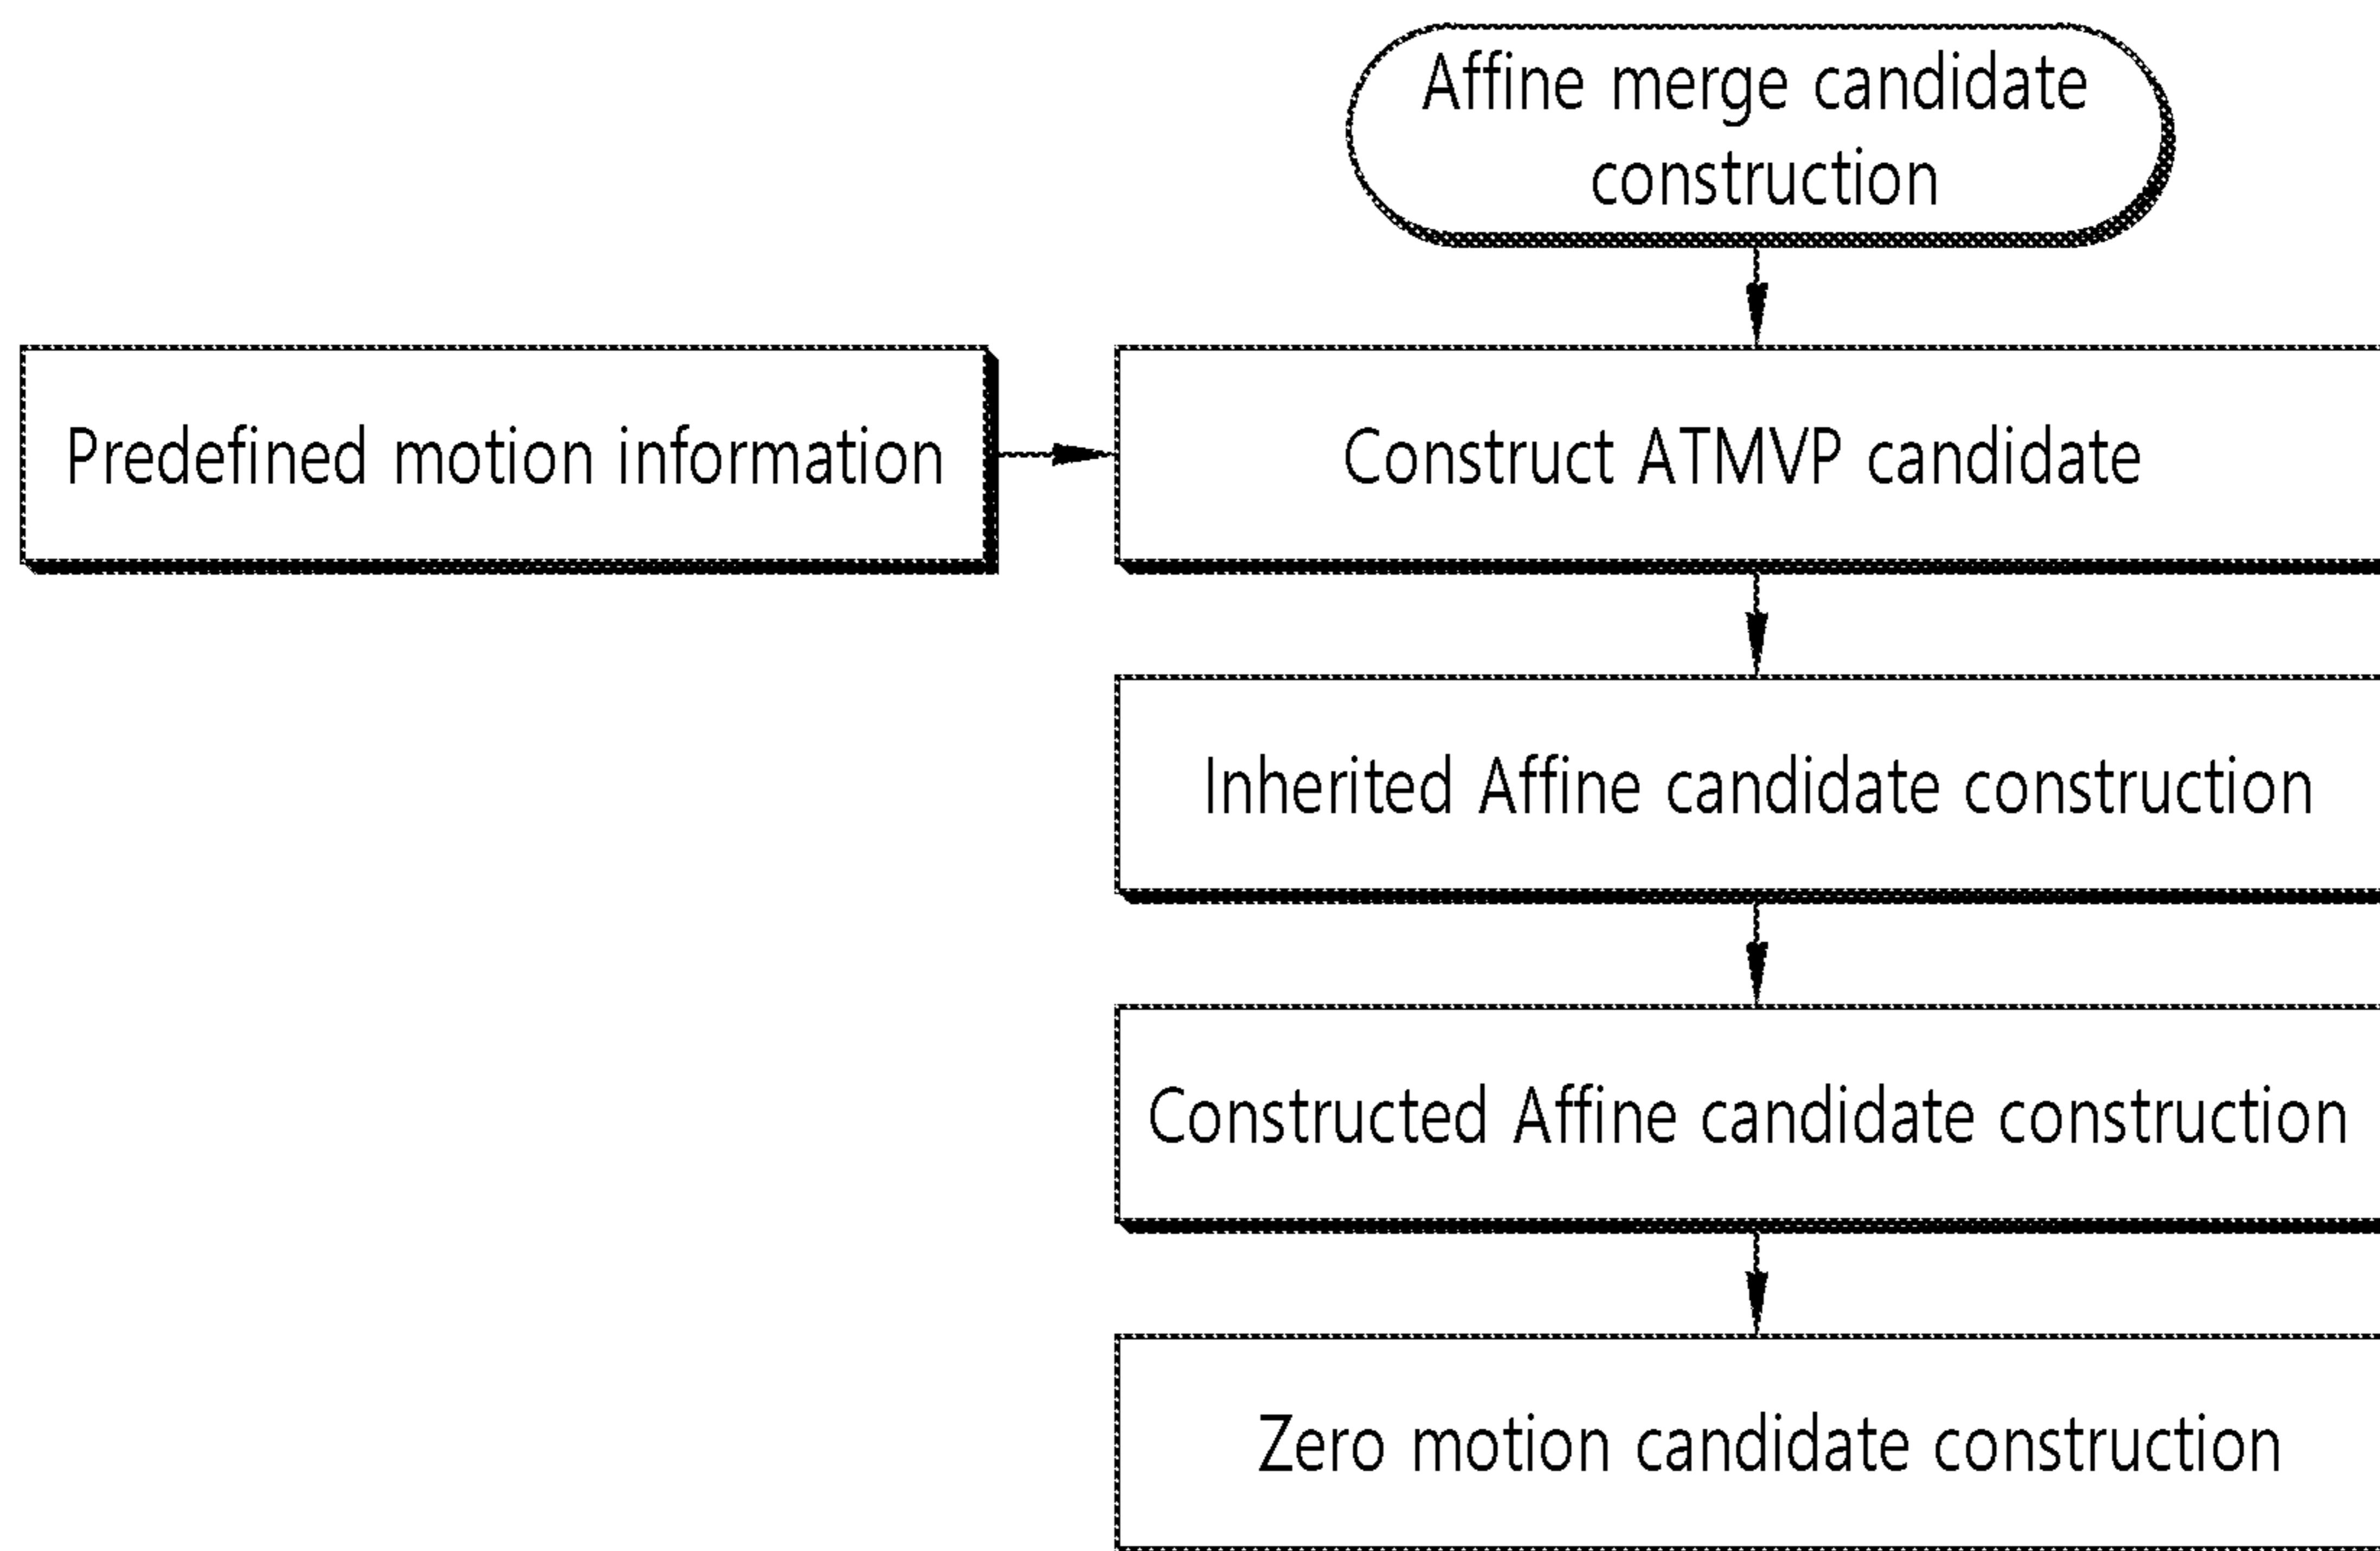 Affine merge candidate
construction
Predefined motion information
Construct ATMVP candidate
Inherited Affine candidate construction
Constructed Affine candidate construction
Zero motion candidate construction